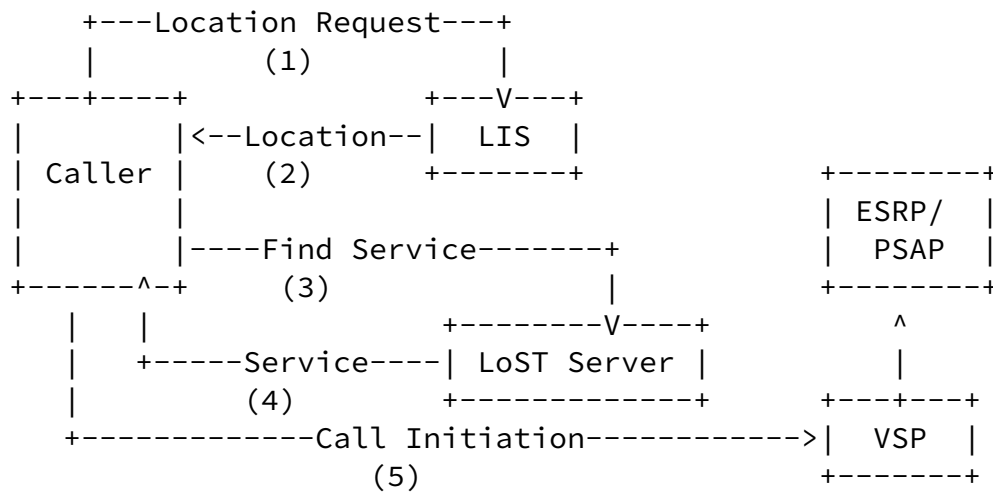 Location Request
(1)
<--Location-- LIS
Caller (2)
ESRP/
Find Service PSAP
(3)
Service LoST Server
(4)
Call Initiation VSP
(5)